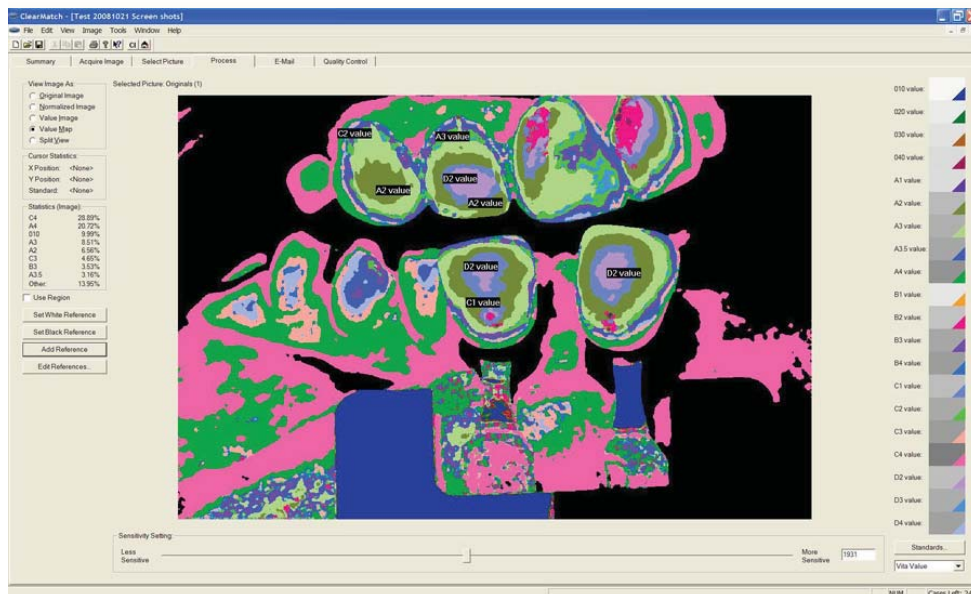 ClearMatch - [Test 20081021 Screen shots]
File Edit View Image Tools Window Help
Summary Acquire Image Select Picture Process E-Mail Quality Control
View Image As:
Original Image
Normalized Image
Value Image
Value Map
Split View
Cursor Statistics:
X Position: <None>
Y Position: <None>
Standard: <None>
Statistics (Image):
C4 28.89%
A4 20.72%
010 9.99%
A3 8.51%
A2 6.56%
C3 4.65%
B3 3.53%
A3.5 3.16%
Other: 13.95%
Use Region
Set White Reference
Set Black Reference
Add Reference
Edit References..
Selected Picture: Originals (1)
C2 value
A3 value
D2 value
A2 value
A2 value
D2 value
D2 value
C1 value
010 value:
020 value:
030 value:
040 value:
A1 value:
A2 value:
A3 value:
A3.5 value:
A4 value:
B1 value:
B2 value:
B3 value:
B4 value:
C1 value:
C2 value:
C3 value:
C4 value:
D2 value:
D3 value:
D4 value:
Sensitivity Setting:
Less Sensitive
More Sensitive
1931
Standards...
Vita Value
NUM Cases Left: